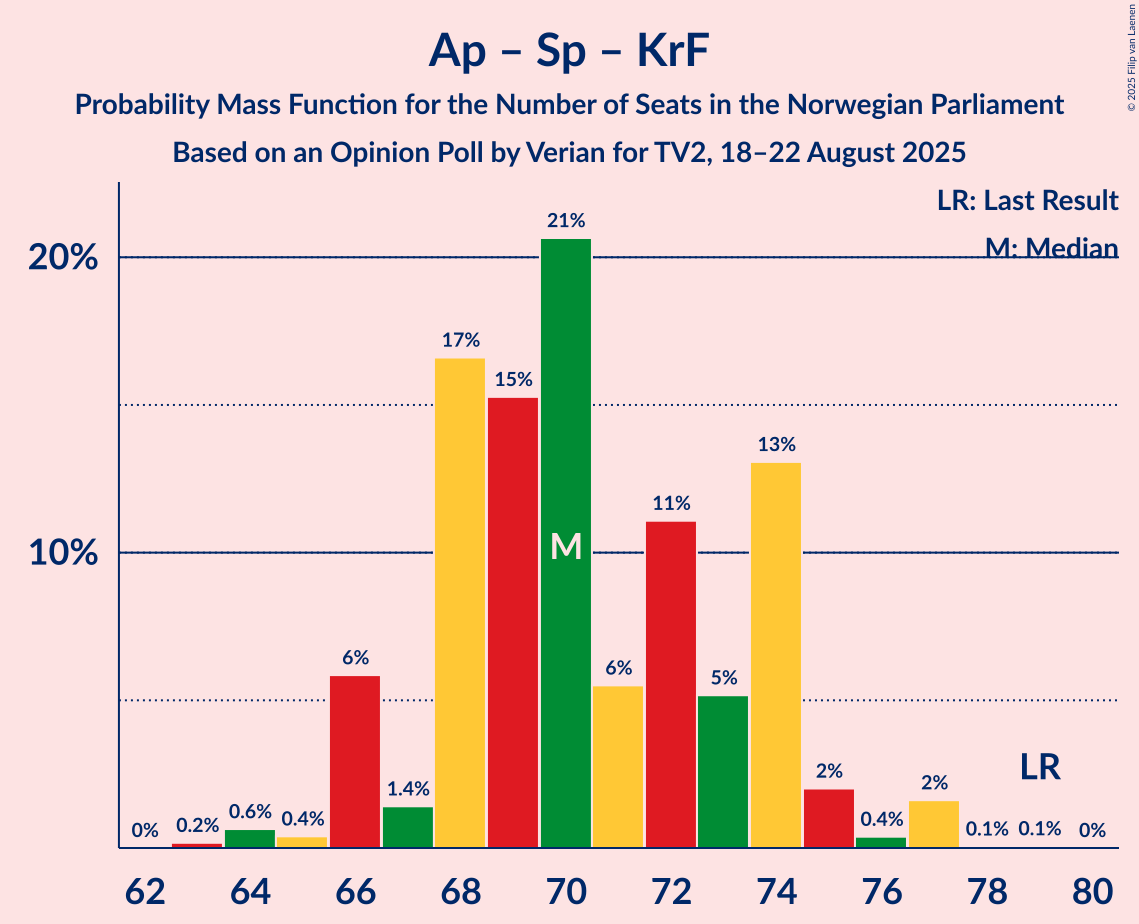 Ap – Sp – KrF
Probability Mass Function for the Number of Seats in the Norwegian Parliament
Based on an Opinion Poll by Verian for TV2, 18–22 August 2025
© 2025 Filip van Laenen
LR: Last Result
M: Median
20%
10%
0%
0.2%
0.6%
0.4%
6%
1.4%
17%
15%
21%
M
6%
11%
5%
13%
2%
0.4%
2%
0.1%
0.1%
LR
0%
62 64 66 68 70 72 74 76 78 80